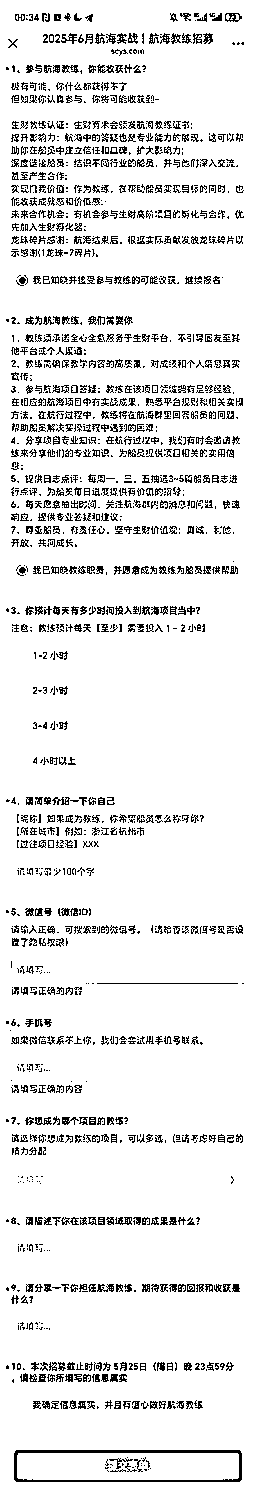 00:34
2025年6月航海实战 | 航海教练招募
scys.com
*1、参与航海教练，你能收获什么？
极有可能，你什么都获得不了
但如果你认真参与，你将可能收获到~
生财教练认证：生财有术会颁发航海教练证书；
提升影响力：航海中的答疑也是专业能力的展现，这可以帮
助你在船员中建立信任和口碑，扩大影响力；
深度链接船员：结识不同行业的船员，并与他们深入交流，
甚至产生合作；
实现自我价值：作为教练，在帮助船员实现目标的同时，也
能收获成就感和价值感；
未来合作机会：有机会参与生财高阶项目的孵化与合作，优
先加入生财孵化器；
龙珠碎片感谢：航海结束后，根据实际贡献发放龙珠碎片以
示感谢(1龙珠=7碎片)。
我已知晓并接受参与教练的可能收获，继续报名
*2、成为航海教练，我们需要你
1、教练须承诺全心全意服务于生财平台，不引导圈友至其
他平台或个人渠道；
2、教练需确保教学内容的高质量，对成绩和个人信息真实
宣传；
3、参与航海项目答疑：教练在该项目领域拥有足够经验，
在相应的航海项目中有实战成果，熟悉平台规则和相关实操
方法。在航行过程中，教练将在航海群里回答船员的问题，
帮助船员解决实操过程中遇到的困难；
4、分享项目专业知识：在航行过程中，我们有时会邀请教
练来分享他们的专业知识，为船员提供项目相关的实用信
息；
5、提供日志点评：每周一、三、五抽选3~5篇船员日志进
行点评，为船员每日进度提供有价值的指导；
6、每天愿意抽出时间，关注航海群内的消息和问题，快速
响应，提供专业答疑和建议；
7、尊重船员，有责任心，坚守生财价值观：真诚、利他、
开放、共同成长。
我已知晓教练职责，并愿意成为教练为船员提供帮助
*3、你预计每天有多少时间投入到航海项目当中？
注意：教练预计每天【至少】需要投入 1 - 2 小时
1-2 小时
2-3 小时
3-4 小时
4 小时以上
*4、请简单介绍一下你自己
【昵称】如果成为教练，你希望船员怎么称呼你？
【所在城市】例如：浙江省杭州市
【过往项目经验】XXX
请填写最少100个字
*5、微信号（微信ID）
请输入正确、可搜索到的微信号。（请检查该微信号是否设
置了隐私权限）
请填写...
请填写正确的内容
*6、手机号
如果微信联系不上你，我们会尝试用手机号联系。
请填写...
请填写正确的内容
*7、你想成为哪个项目的教练？
请选择你想成为教练的项目，可以多选，但请考虑好自己的
精力分配
请填写
*8、请描述下你在该项目领域取得的成果是什么？
请填写...
*9、请分享一下你担任航海教练，期待获得的回报和收获是
什么？
请填写...
*10、本次招募截止时间为 5月25日（周日）晚 23点59分
，请检查你所填写的信息属实
我确定信息属实，并且有信心做好航海教练
提交表单